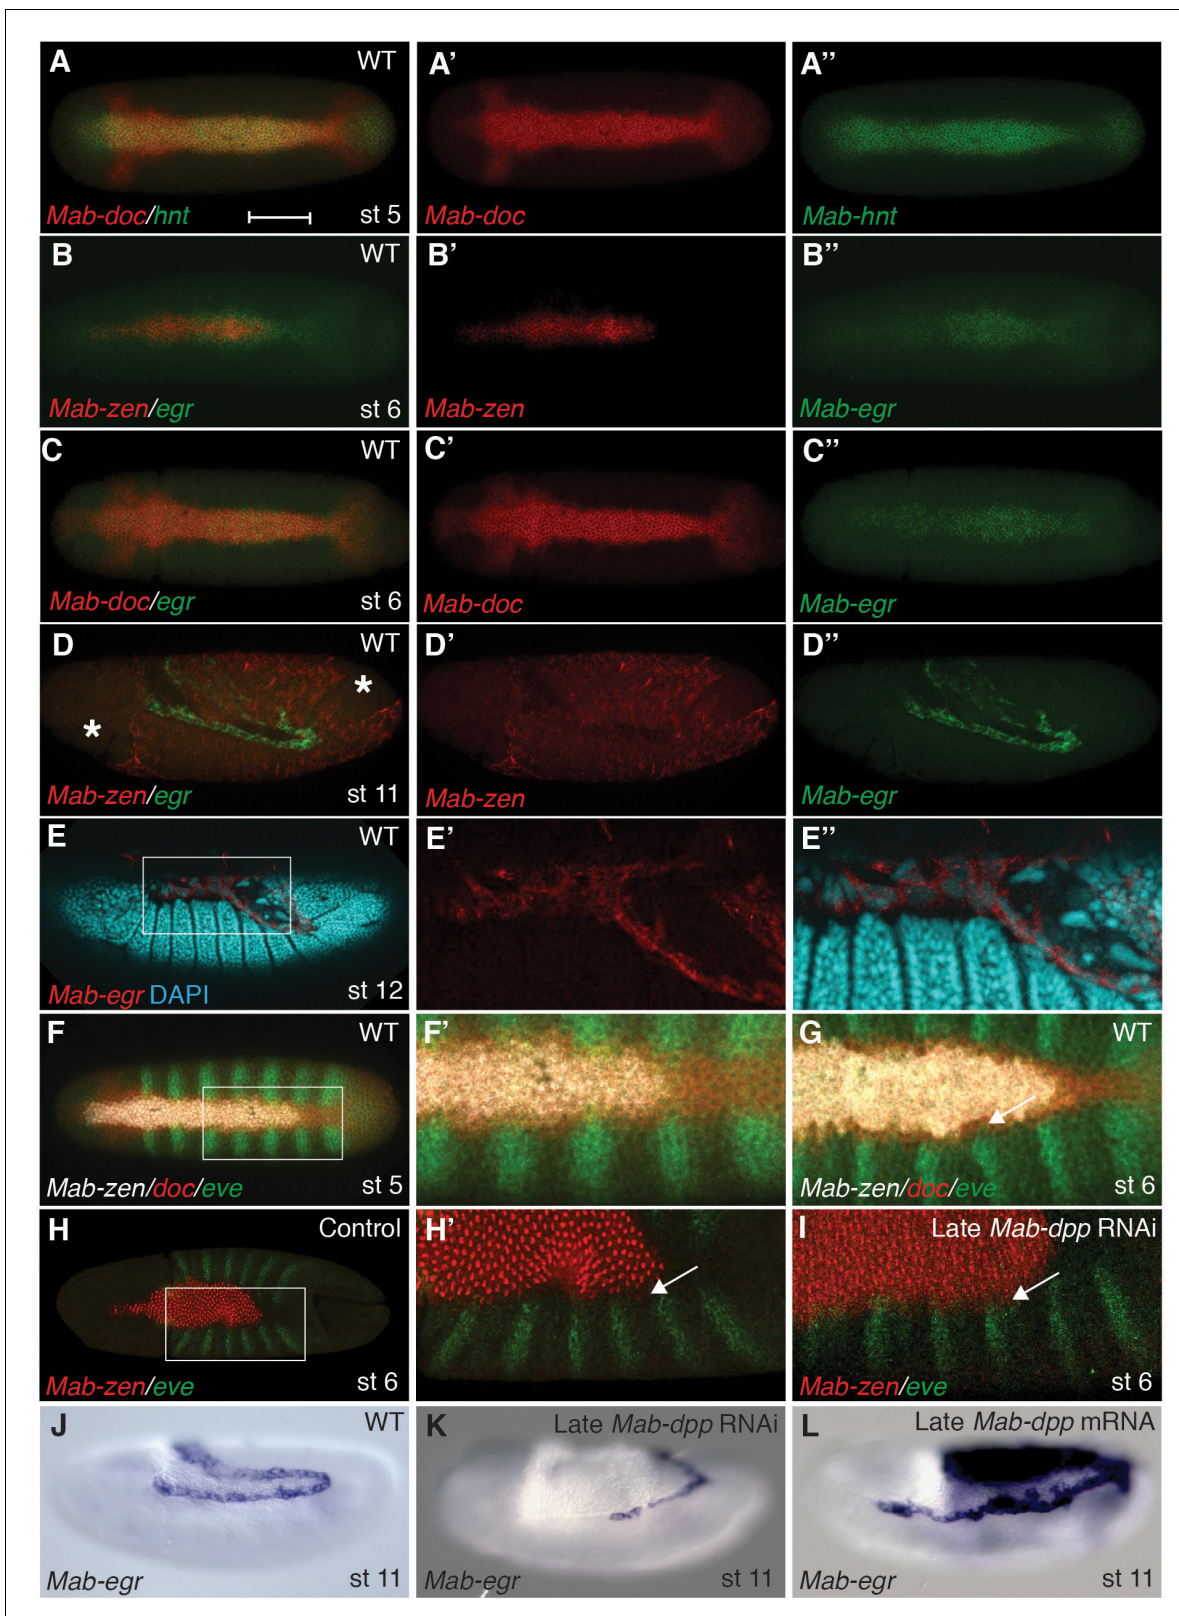 A WT
Mab-doc/hnt st 5
A'
Mab-doc
A"
Mab-hnt
B WT
Mab-zen/egr st 6
B'
Mab-zen
B"
Mab-egr
C WT
Mab-doc/egr st 6
C'
Mab-doc
C"
Mab-egr
D WT
* *
Mab-zen/egr st 11
D'
Mab-zen
D"
Mab-egr
E WT
Mab-egr DAPI st 12
E'
E"
F WT
Mab-zen/doc/eve st 5
F'
G WT
Mab-zen/doc/eve st 6
H Control
Mab-zen/eve st 6
H'
I Late Mab-dpp RNAi
Mab-zen/eve st 6
J WT
Mab-egr st 11
K Late Mab-dpp RNAi
Mab-egr st 11
L Late Mab-dpp mRNA
Mab-egr st 11